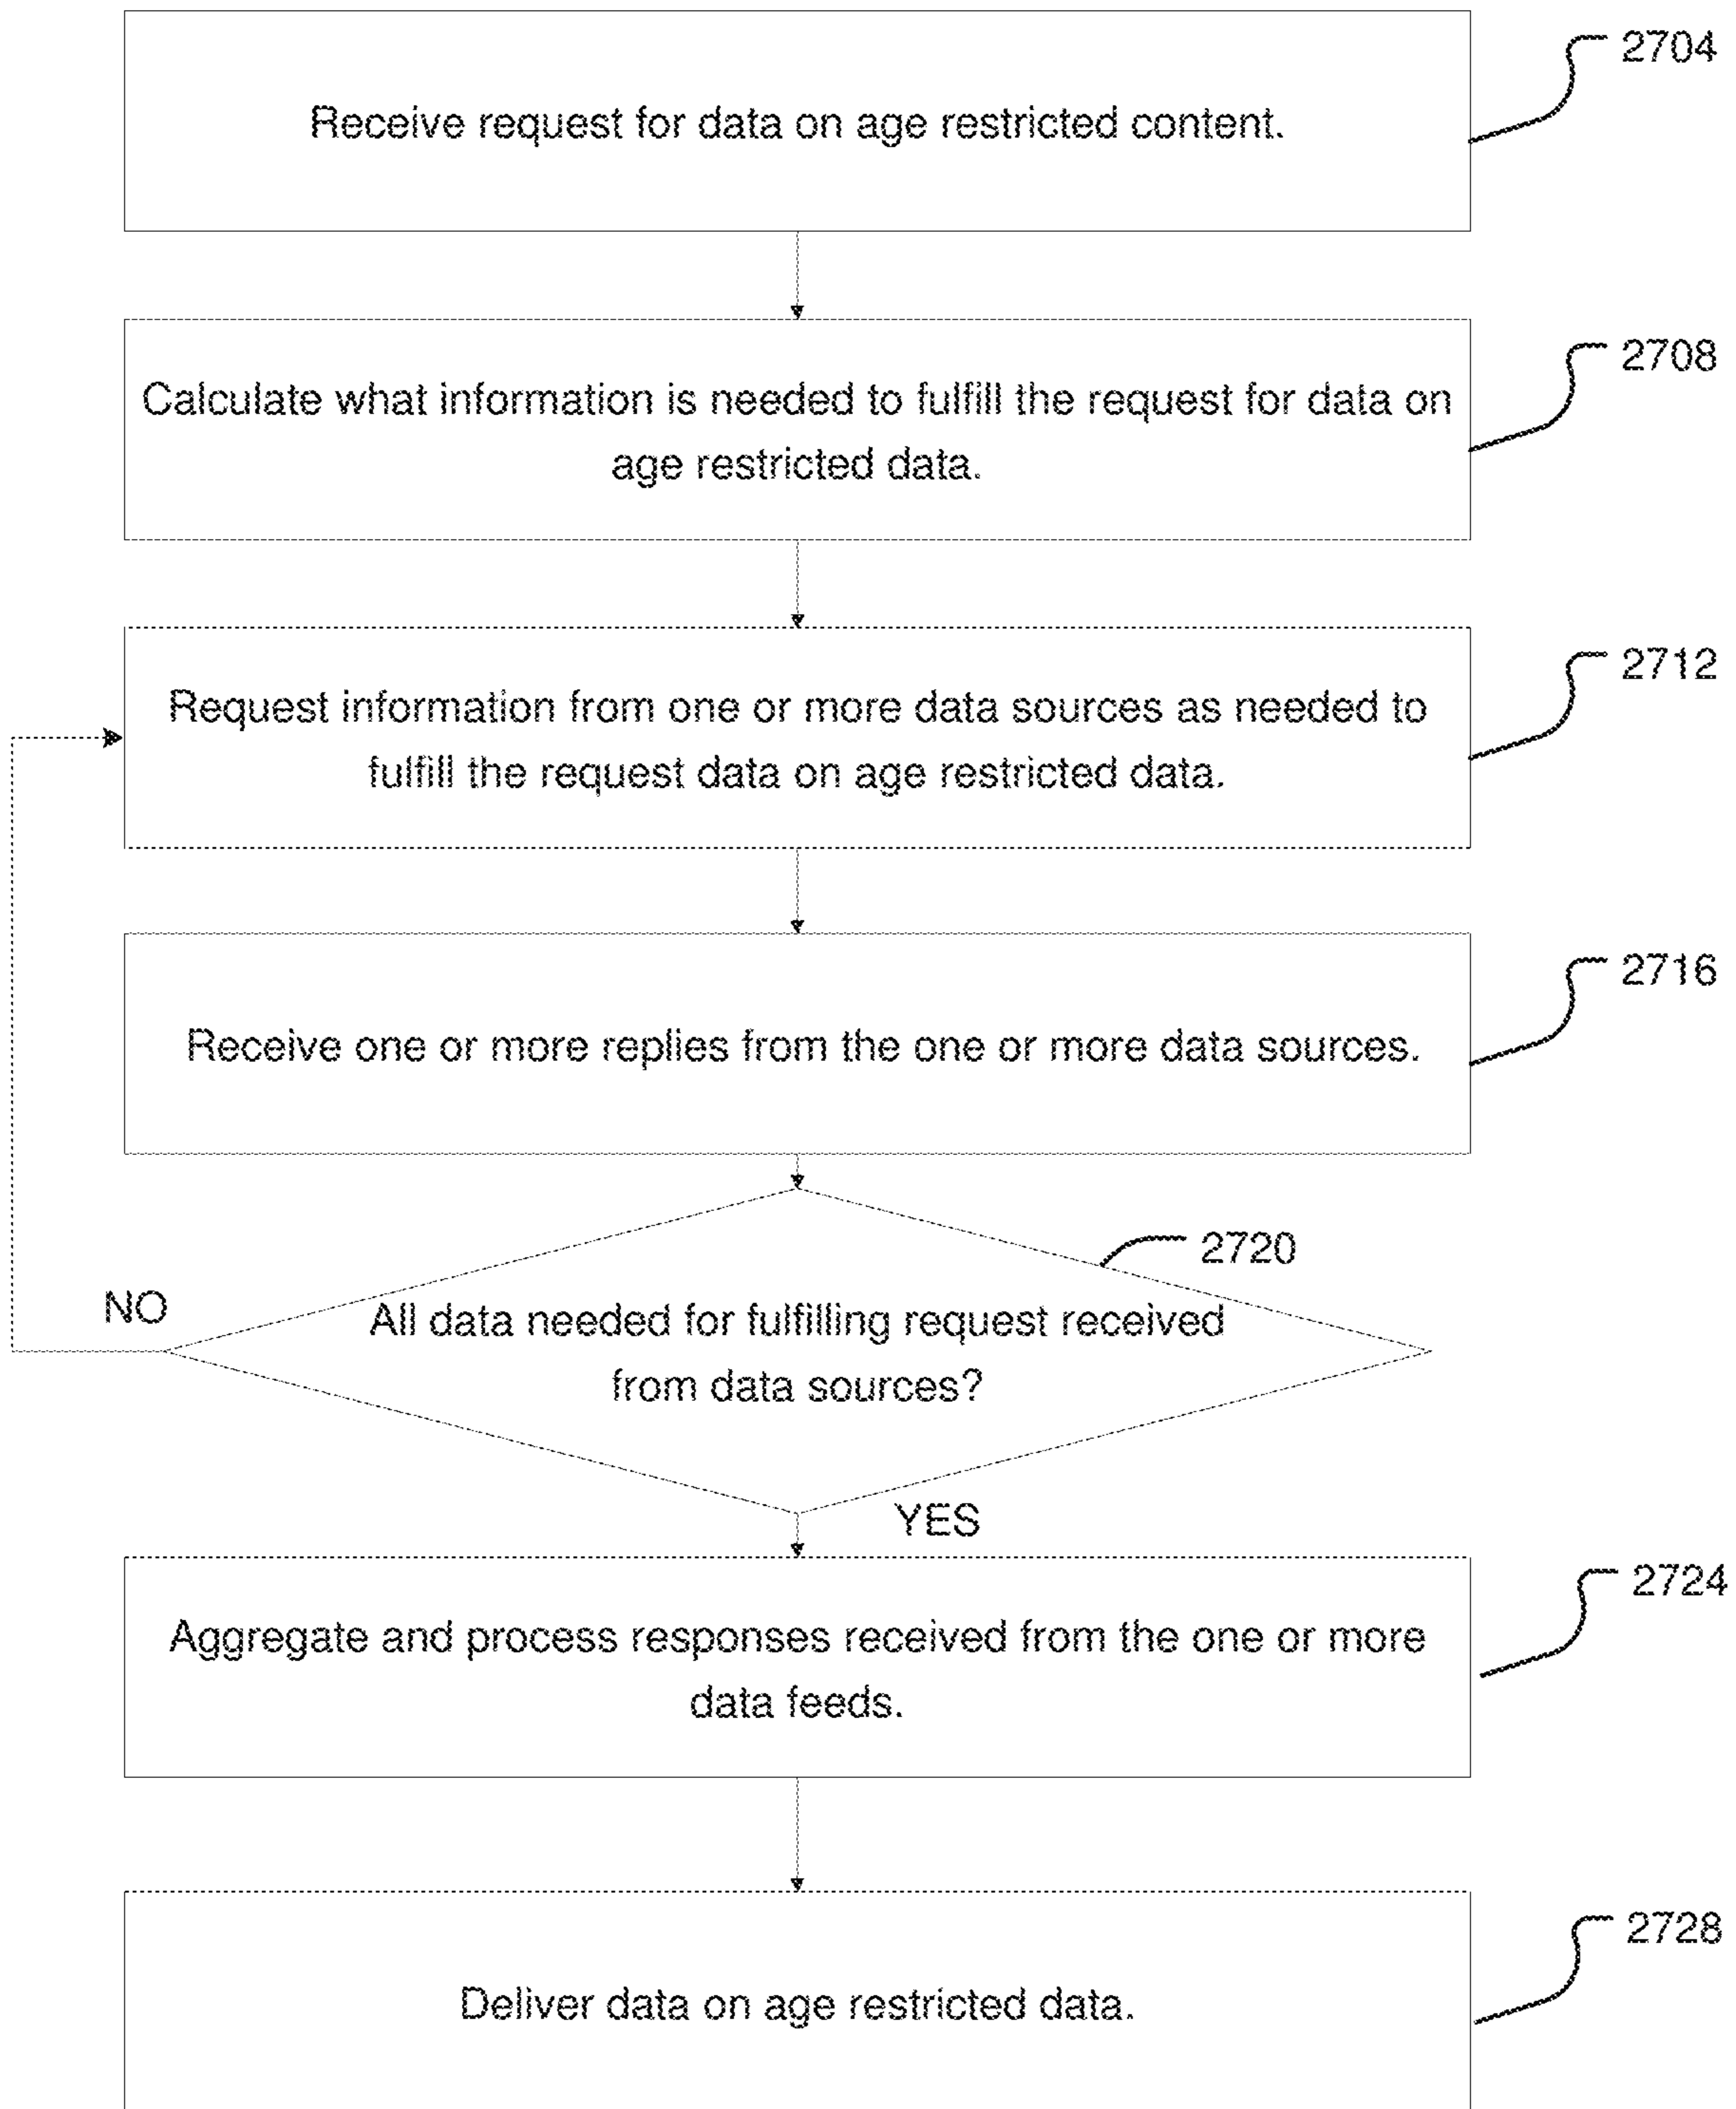 2704
Receive request for data on age restricted content.
2708
Calculate what information is needed to fulfill the request for data on
age restricted data.
2712
Request information from one or more data sources as needed to
fulfill the request data on age restricted data.
2716
Receive one or more replies from the one or more data sources.
2720
NO
All data needed for fulfilling request received
from data sources?
YES
2724
Aggregate and process responses received from the one or more
data feeds.
2728
Deliver data on age restricted data.